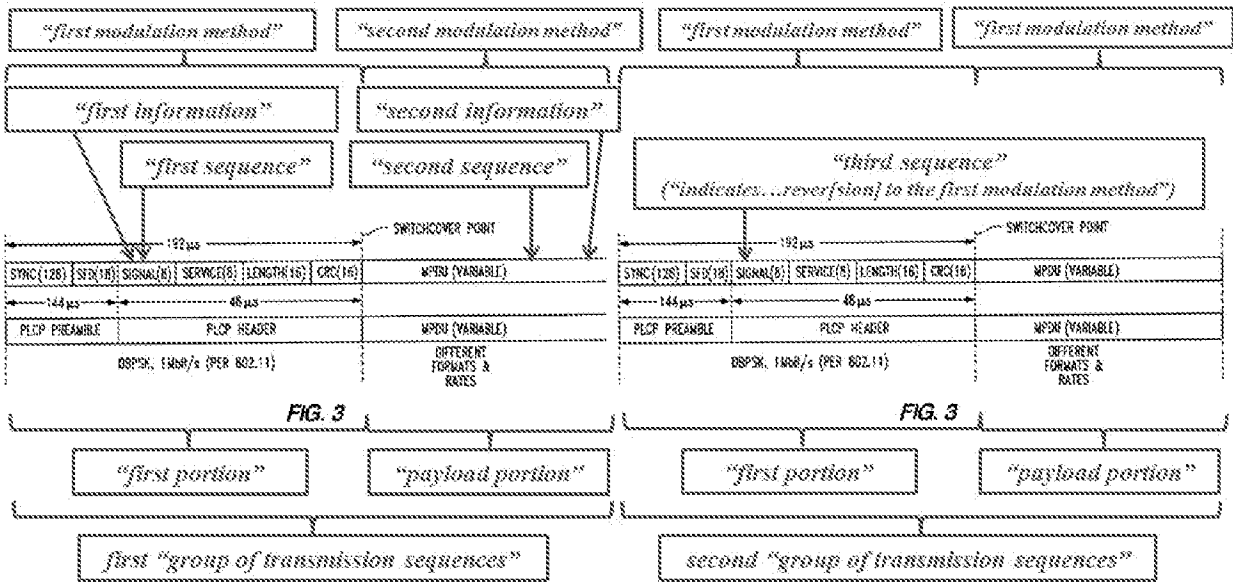 "first modulation method" "second modulation method" "first modulation method" "first modulation method"
"first information" "second information"
"first sequence" "second sequence" "third sequence"
("indicates...rever[sion] to the first modulation method")
SWITCHCOVER POINT SWITCHCOVER POINT
192μs 192μs
SYNC(128) SFD(16) SIGNAL(8) SERVICE(8) LENGTH(16) CRC(16) MPDU (VARIABLE) SYNC(128) SFD(16) SIGNAL(8) SERVICE(8) LENGTH(16) CRC(16) MPDU (VARIABLE)
144μs 48μs 144μs 48μs
PLCP PREAMBLE PLCP HEADER MPDU (VARIABLE) PLCP PREAMBLE PLCP HEADER MPDU (VARIABLE)
DBPSK, 1MbR/s (PER 802.11) DIFFERENT FORMATS & RATES DBPSK, 1MbR/s (PER 802.11) DIFFERENT FORMATS & RATES
FIG. 3 FIG. 3
"first portion" "payload portion" "first portion" "payload portion"
first "group of transmission sequences" second "group of transmission sequences"